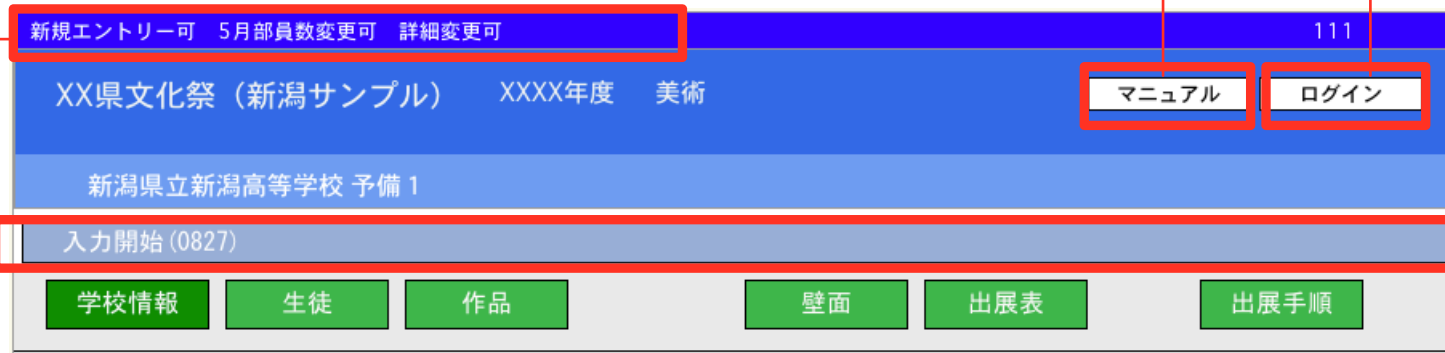 新規エントリー可 5月部員数変更可 詳細変更可 111
XX県文化祭（新潟サンプル） XXXX年度 美術 マニュアル ログイン
新潟県立新潟高等学校 予備1
入力開始(0827)
学校情報 生徒 作品 壁面 出展表 出展手順